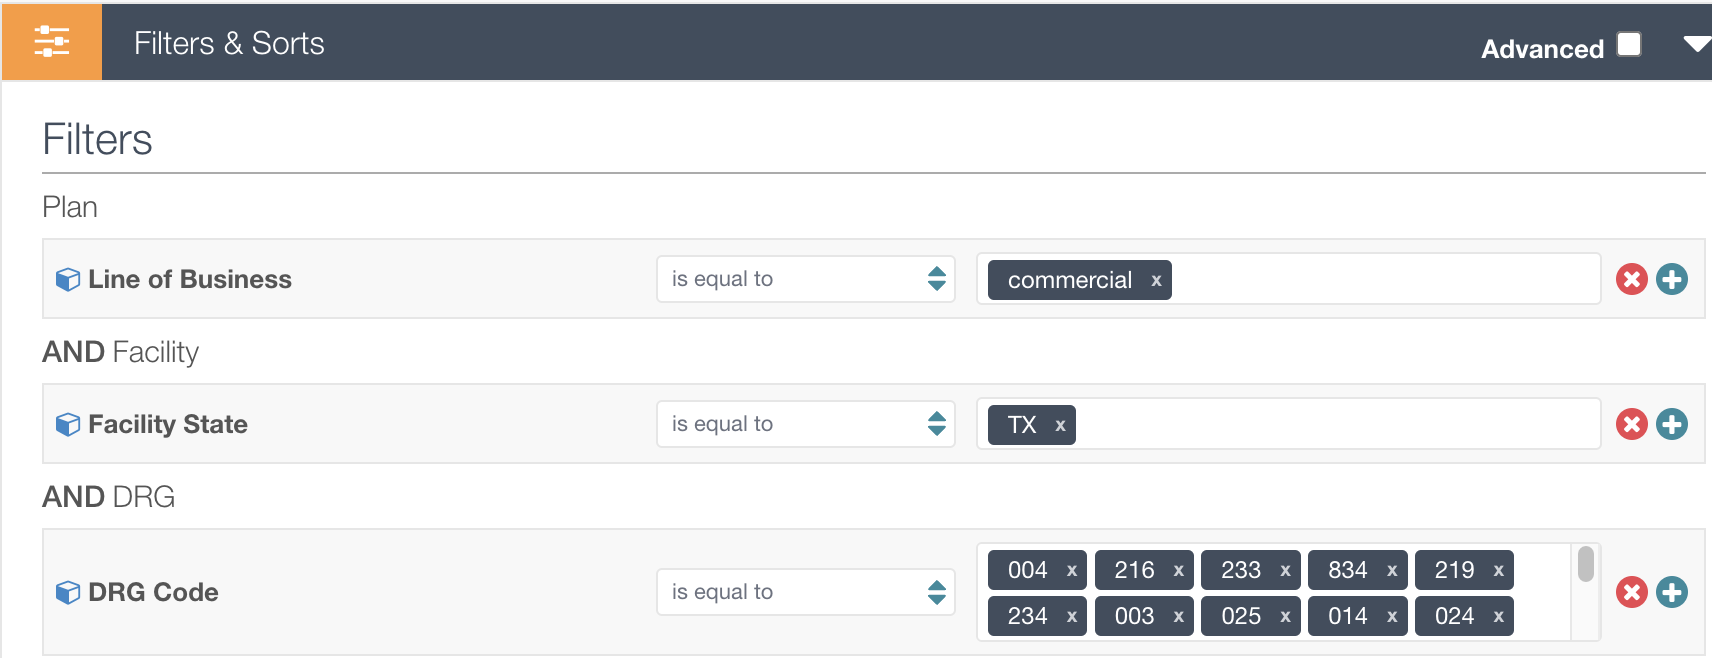 Filters & Sorts
Advanced
Filters
Plan
Line of Business is equal to commercial x
AND Facility
Facility State is equal to TX x
AND DRG
DRG Code is equal to
004 x 216 x 233 x 834 x 219 x
234 x 003 x 025 x 014 x 024 x